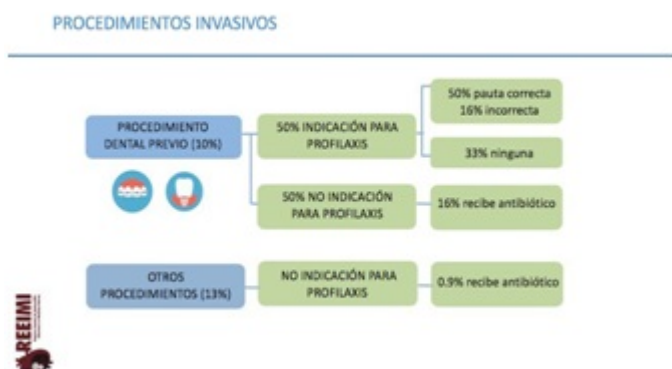 PROCEDIMIENTOS INVASIVOS
PROCEDIMIENTO
DENTAL PREVIO (10%)
50% INDICACIÓN PARA
PROFILAXIS
50% pauta correcta
16% incorrecta
33% ninguna
50% NO INDICACIÓN
PARA PROFILAXIS
16% recibe antibiótico
OTROS
PROCEDIMIENTOS (13%)
NO INDICACIÓN PARA
PROFILAXIS
0.9% recibe antibiótico
REEIMI